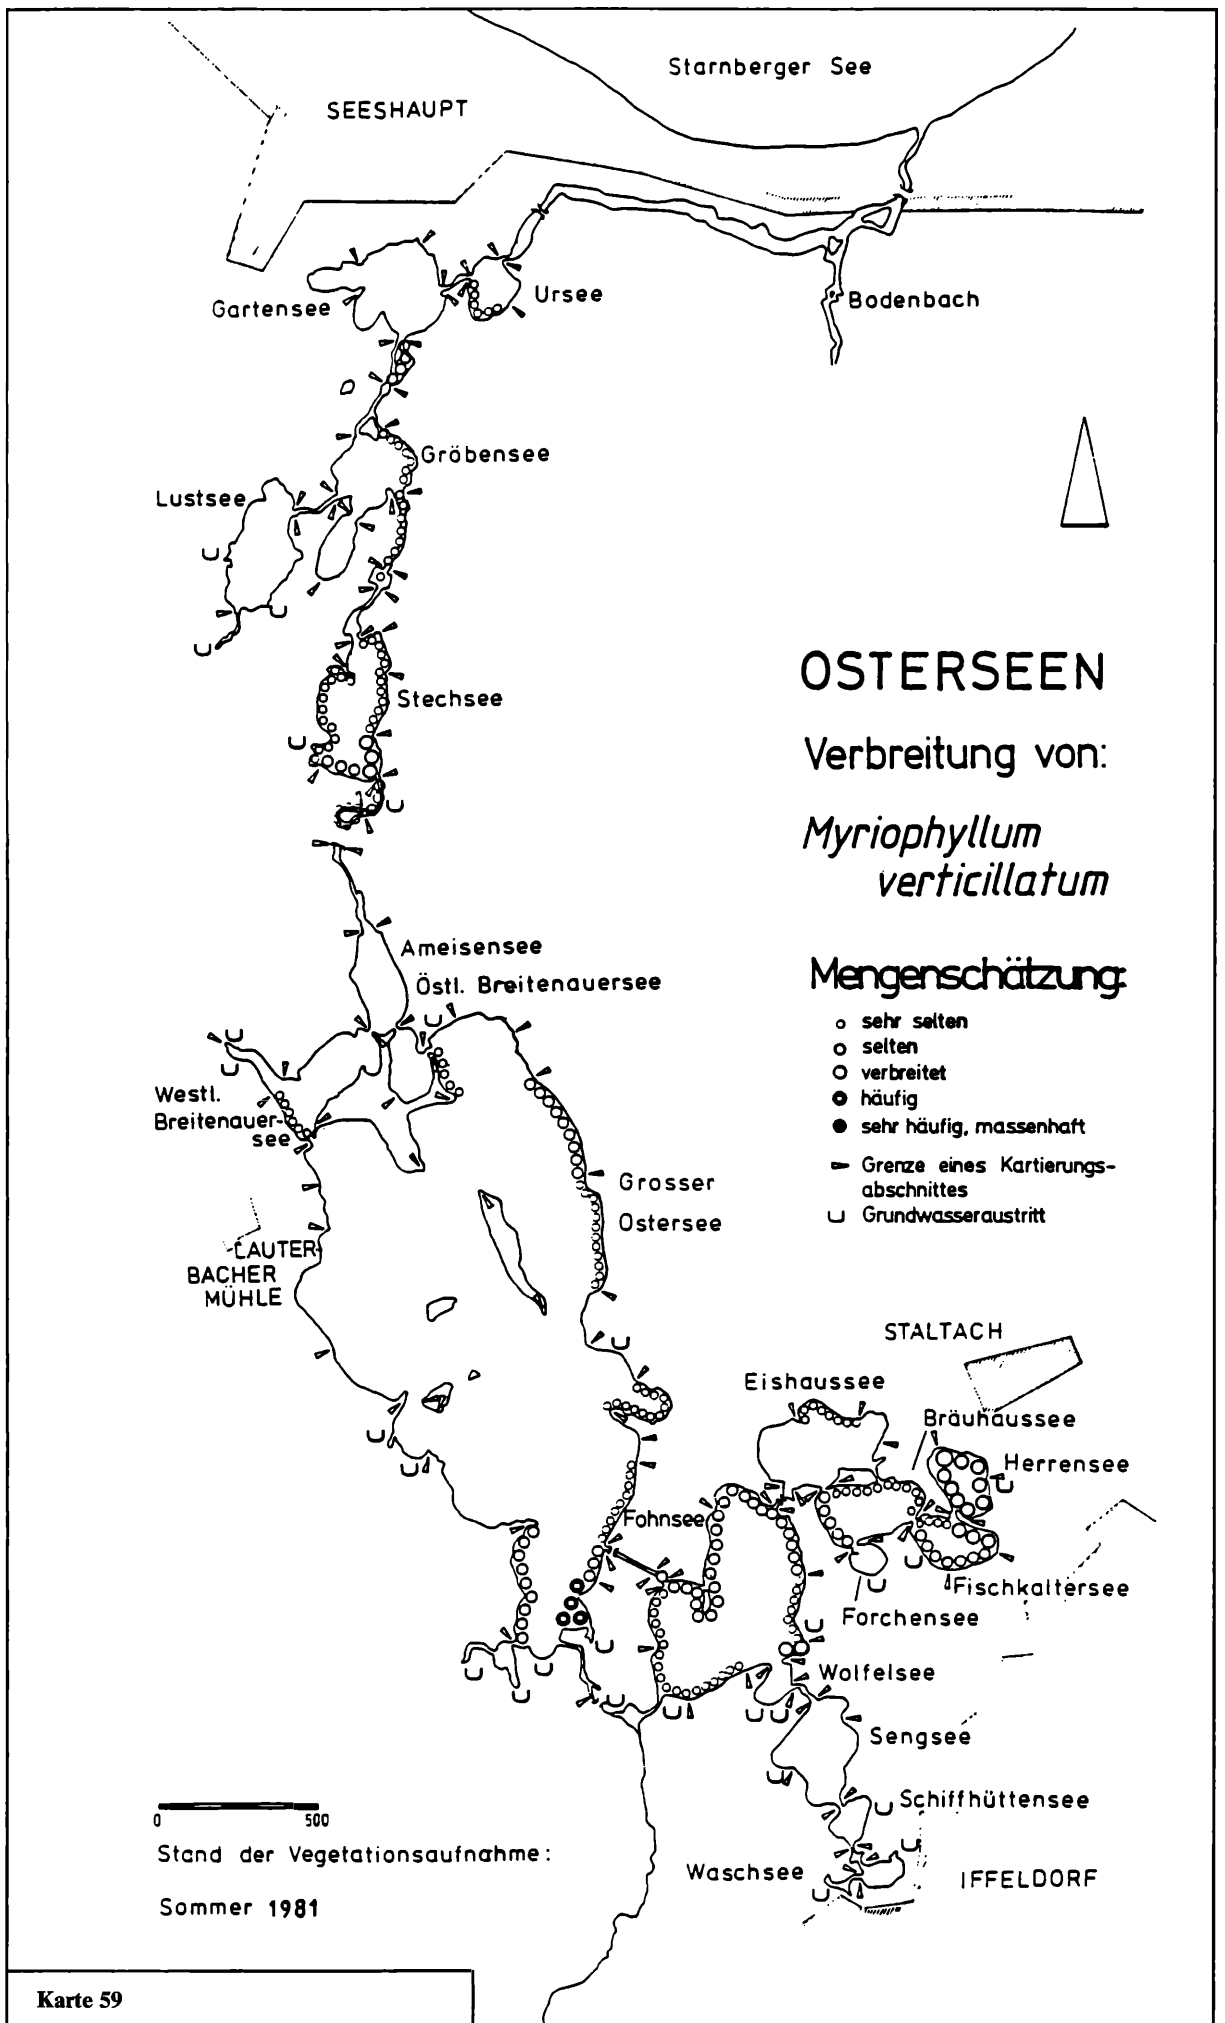 Starnberger See
SEESHAUPT
Gartensee
Ursee
Bodenbach
Gröbensee
Lustsee
Stechsee
OSTERSEEN
Verbreitung von:
Myriophyllum
verticillatum
Ameisensee
Östl. Breitenauersee
Mengenschätzung:
sehr selten
selten
verbreitet
häufig
sehr häufig, massenhaft
Grenze eines Kartierungs-
abschnittes
Grundwasseraustritt
Westl.
Breitenauer-
see
Grosser
Ostersee
LAUTER-
BACHER
MÜHLE
STALTACH
Eishaussee
Bräuhaussee
Herrensee
Fohnsee
Fischkaltersee
Forchensee
Wolfelsee
Sengsee
Schiffhüttensee
Waschsee
IFFELDORF
0 500
Stand der Vegetationsaufnahme:
Sommer 1981
Karte 59